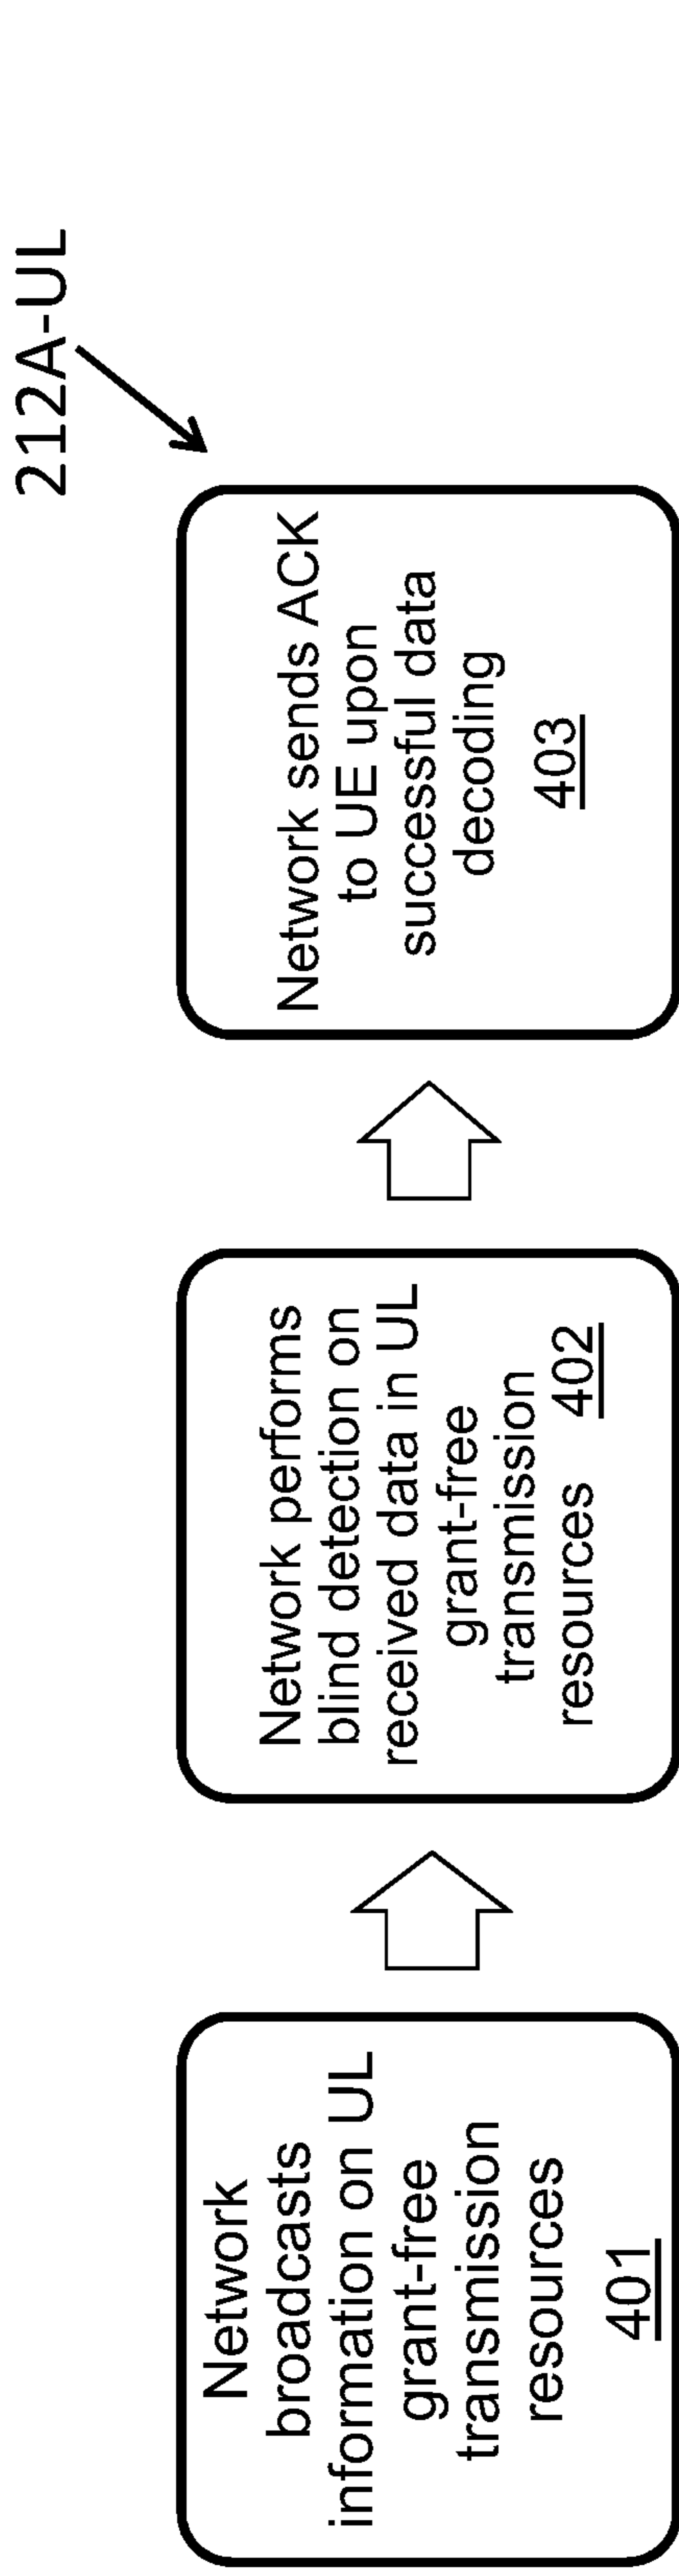 212A-UL
Network
broadcasts
information on UL
grant-free
transmission
resources
401
Network performs
blind detection on
received data in UL
grant-free
transmission
resources 402
Network sends ACK
to UE upon
successful data
decoding
403